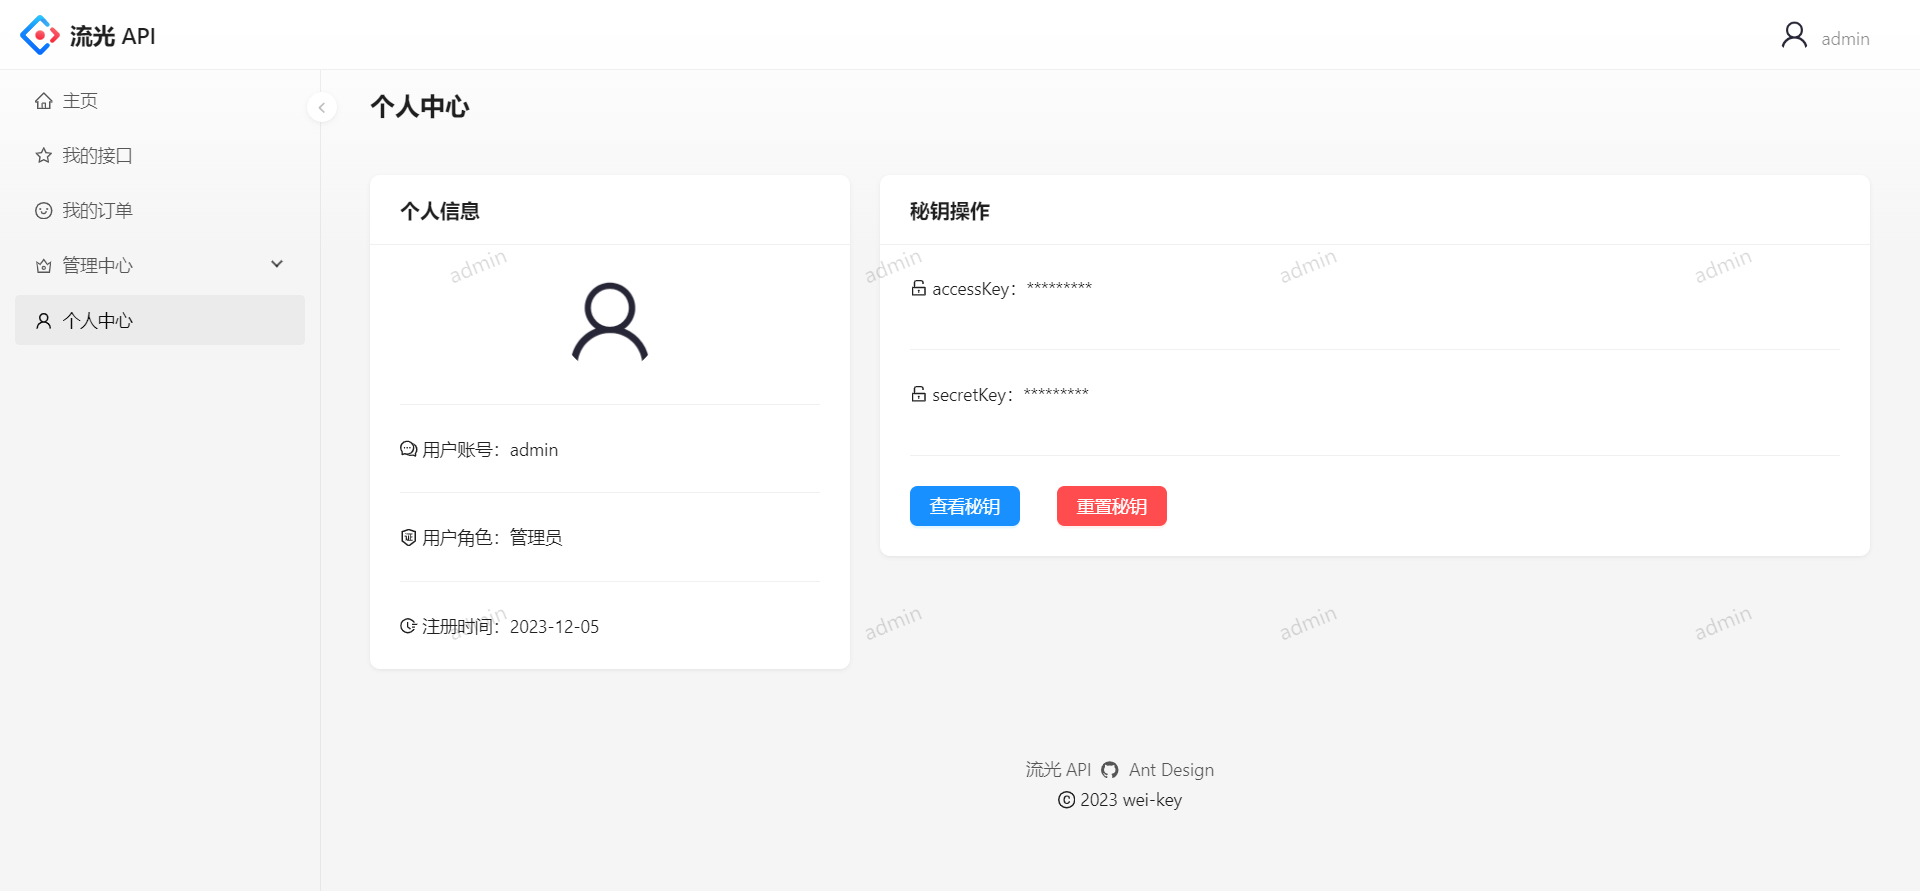 流光 API
admin
主页
我的接口
我的订单
管理中心
个人中心
个人中心
个人信息
admin
用户账号：admin
用户角色：管理员
注册时间：2023-12-05
admin
秘钥操作
admin
admin
admin
accessKey：*********
secretKey：*********
查看秘钥
重置秘钥
admin
admin
admin
流光 API
Ant Design
© 2023 wei-key